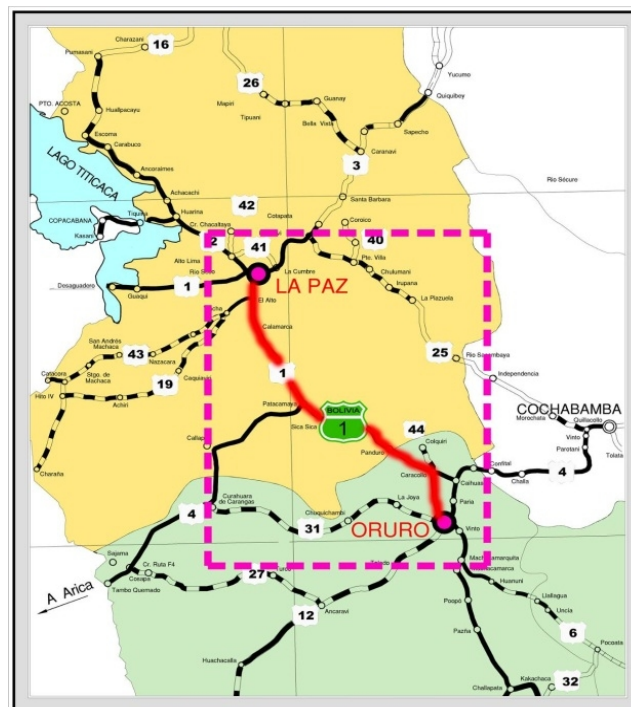 Charazani
16
Pumasani
Yucumo
26
Quiquibey
PTO. ACOSTA
Huallpacayu
Mapiri
Guanay
Tipuani
Bella Vista
Sapecho
Escoma
Carabuco
Caranavi
LAGO TITICACA
Ancoraimes
3
Rio Sécure
Achacachi
42
Santa Barbara
COPACABANA
Tiquina
Huarina
Cr. Chacaltaya
Cotapata
Coroico
Kasani
2
41
40
Alto Lima
Pte. Villa
Rio Seco
La Cumbre
Chulumani
Desaguadero
1
Irupana
Guaqui
LA PAZ
El Alto
La Plazuela
San Andrés
Machaca
Calamarca
43
Nazacara
25
Catacora
Stgo. de
Machaca
19
Caquiaviri
1
Independencia
Hito IV
Achiri
Patacamaya
BOLIVIA
1
Morochata
COCHABAMBA
Quillacollo
Sica Sica
44
Colquiri
Vinto
Charaña
Callapa
Panduro
Parotani
Tolata
Caracollo
Confital
4
Challa
Caihuasi
Curahuara
de Carangas
La Joya
Paria
4
Chuquichambi
31
ORURO
Vinto
Sajama
Toledo
Machacamarquita
Cr. Ruta F4
27
Turco
Machacamarca
Huanuni
Cosapa
Tambo Quemado
A Arica
12
Ancaravi
Poopó
Llallagua
Uncia
6
Pazña
Pocoata
Huachacalla
Kakachaca
32
Challapata